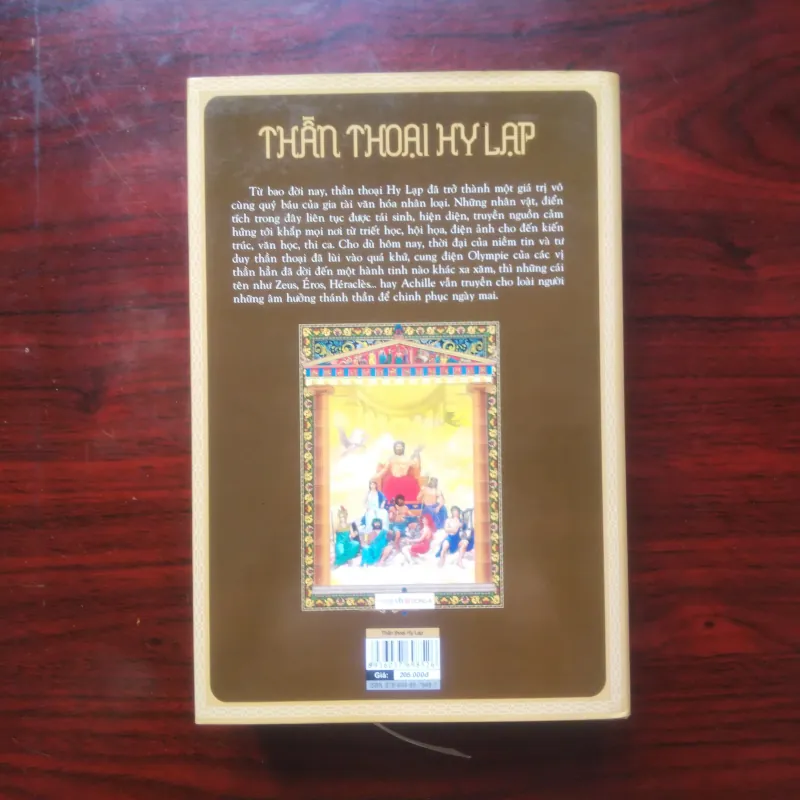 THẦN THOẠI HY LẠP
Từ bao đời nay, thần thoại Hy Lạp đã trở thành một giá trị vô
cùng quý báu của gia tài văn hóa nhân loại. Những nhân vật, điển
tích trong đây liên tục được tái sinh, hiện diện, truyền nguồn cảm
hứng tới khắp mọi nơi từ triết học, hội họa, điện ảnh cho đến kiến
trúc, văn học, thi ca. Cho dù hôm nay, thời đại của niềm tin và tư
duy thần thoại đã lùi vào quá khứ, cung điện Olympic của các vị
thần hẳn đã dời đến một hành tinh nào khác xa xăm, thì những cái
tên như Zeus, Éros, Héraclès... hay Achille vẫn truyền cho loài người
những âm hưởng thánh thần để chinh phục ngày mai.
Thần thoại Hy Lạp
Giá: